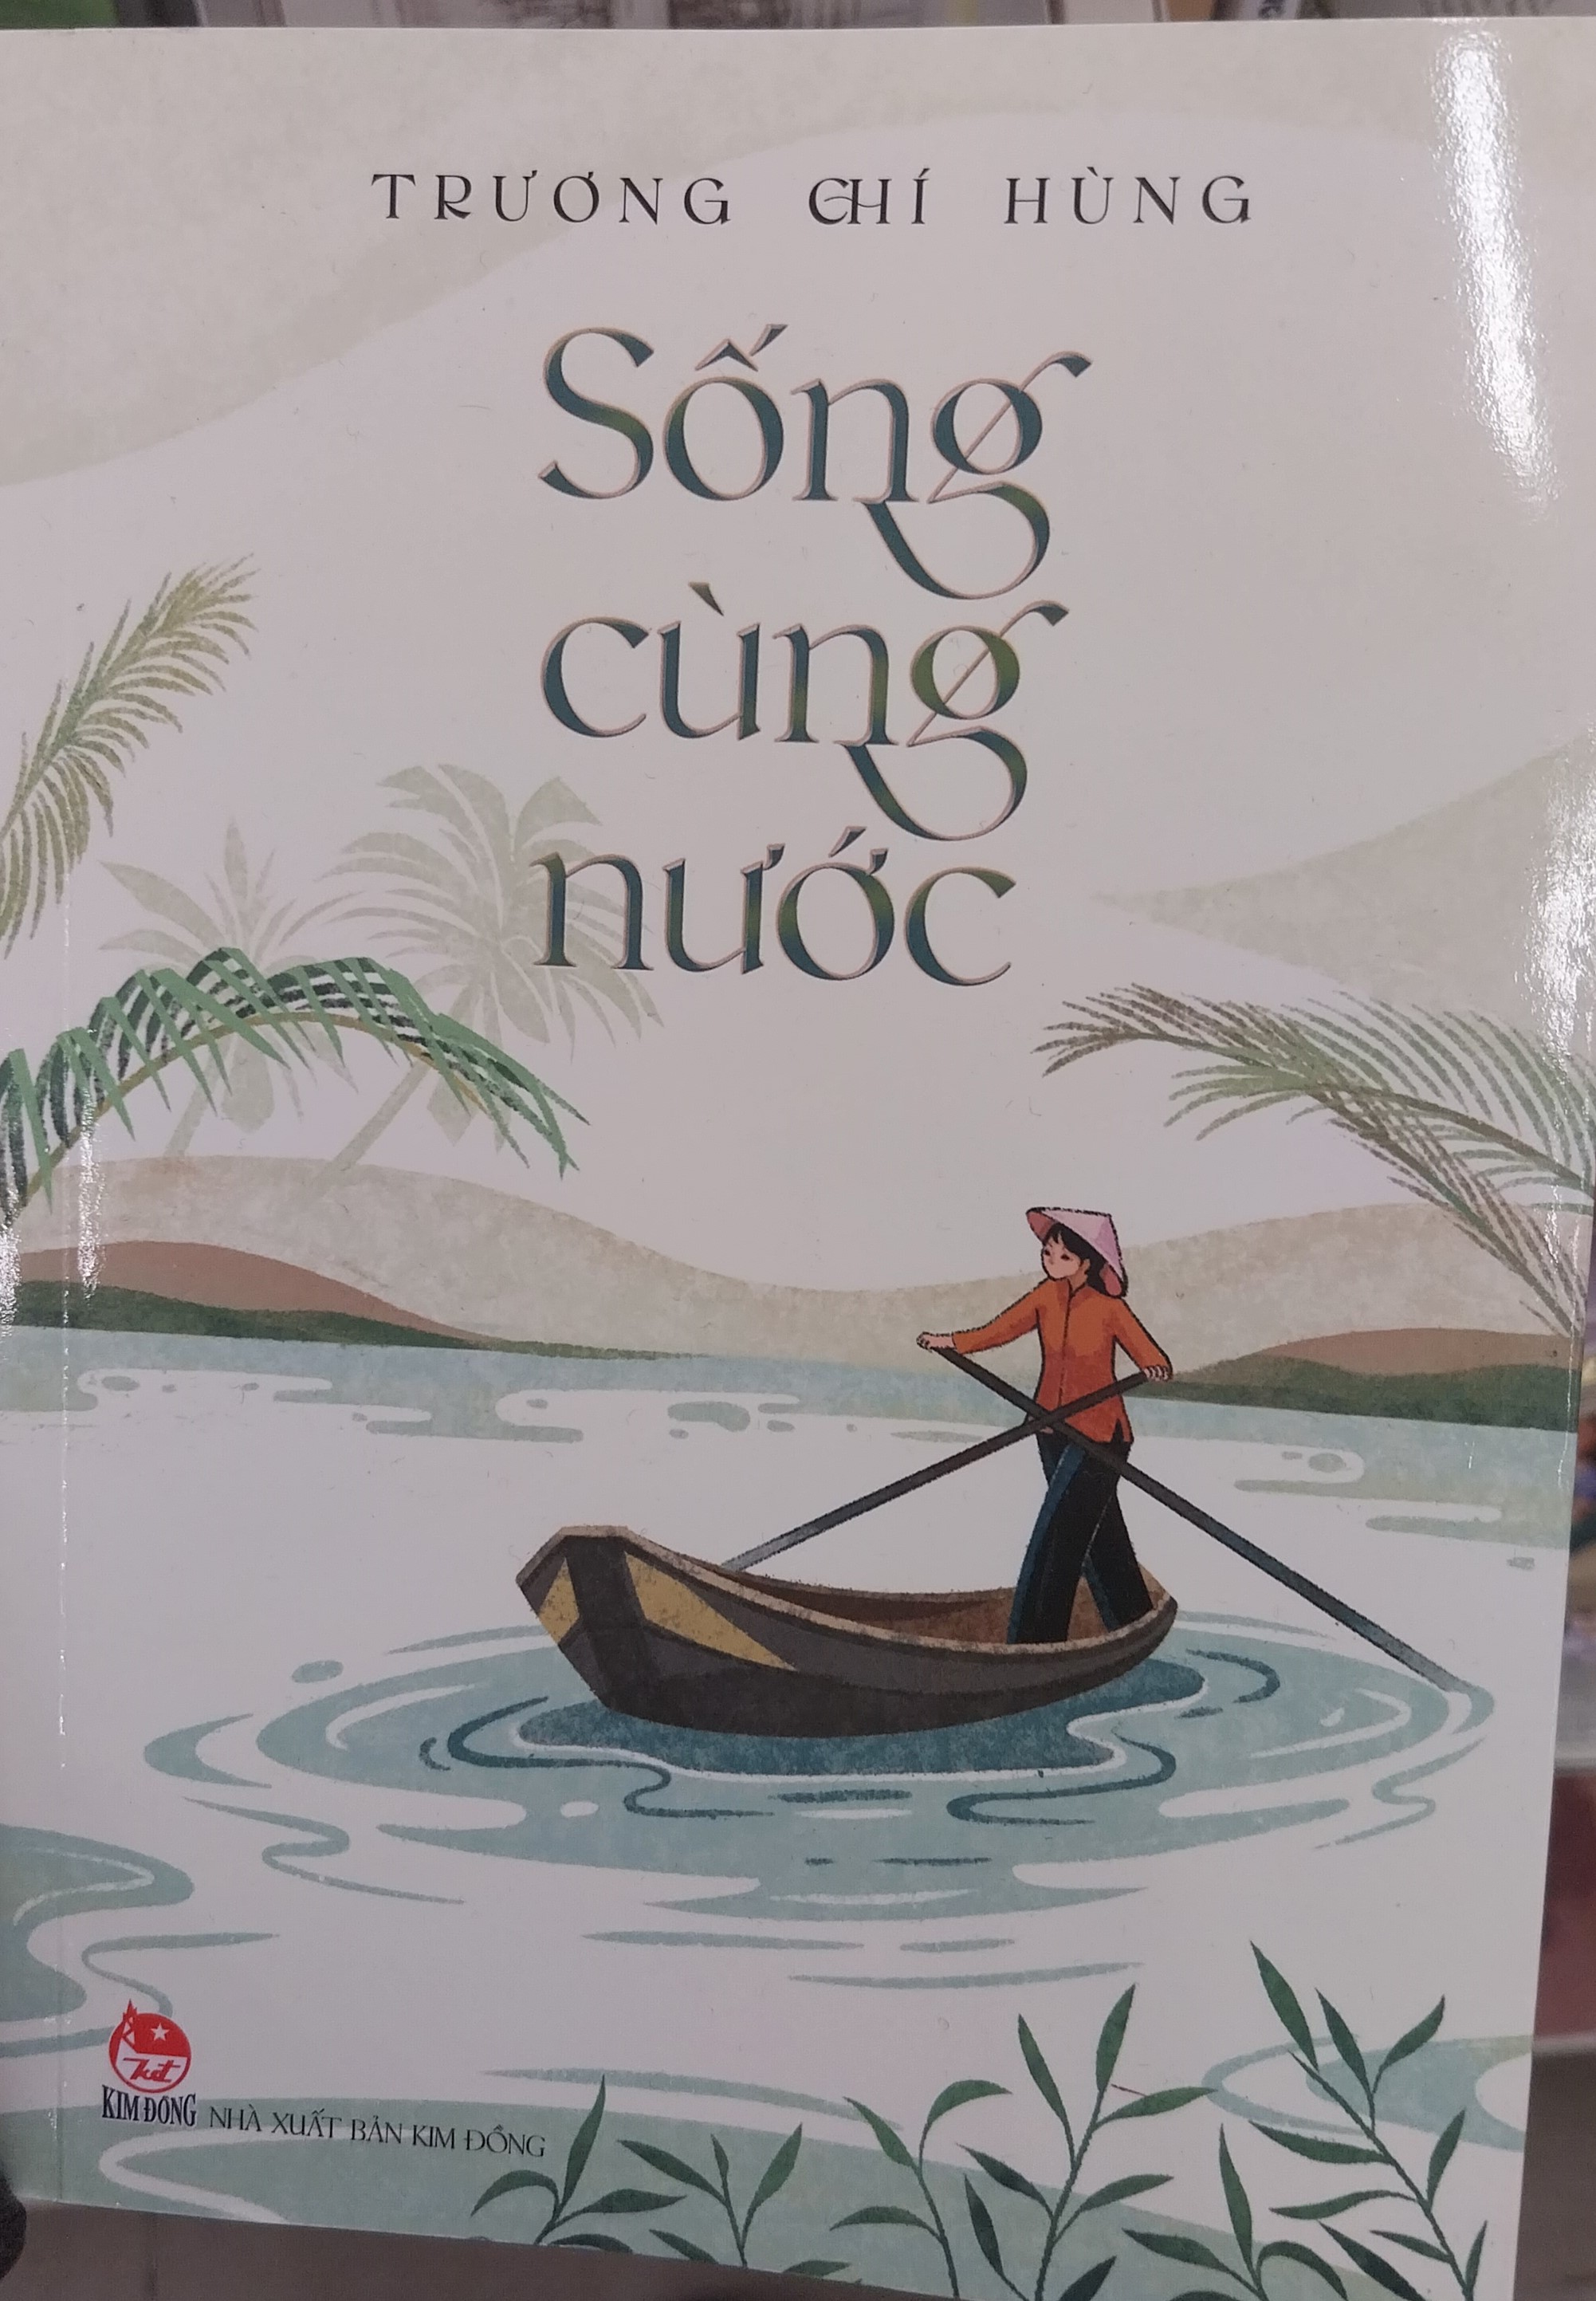 TRƯƠNG CHÍ HÙNG
Sống
cùng
nước
KIM ĐỒNG
NHÀ XUẤT BẢN KIM ĐỒNG